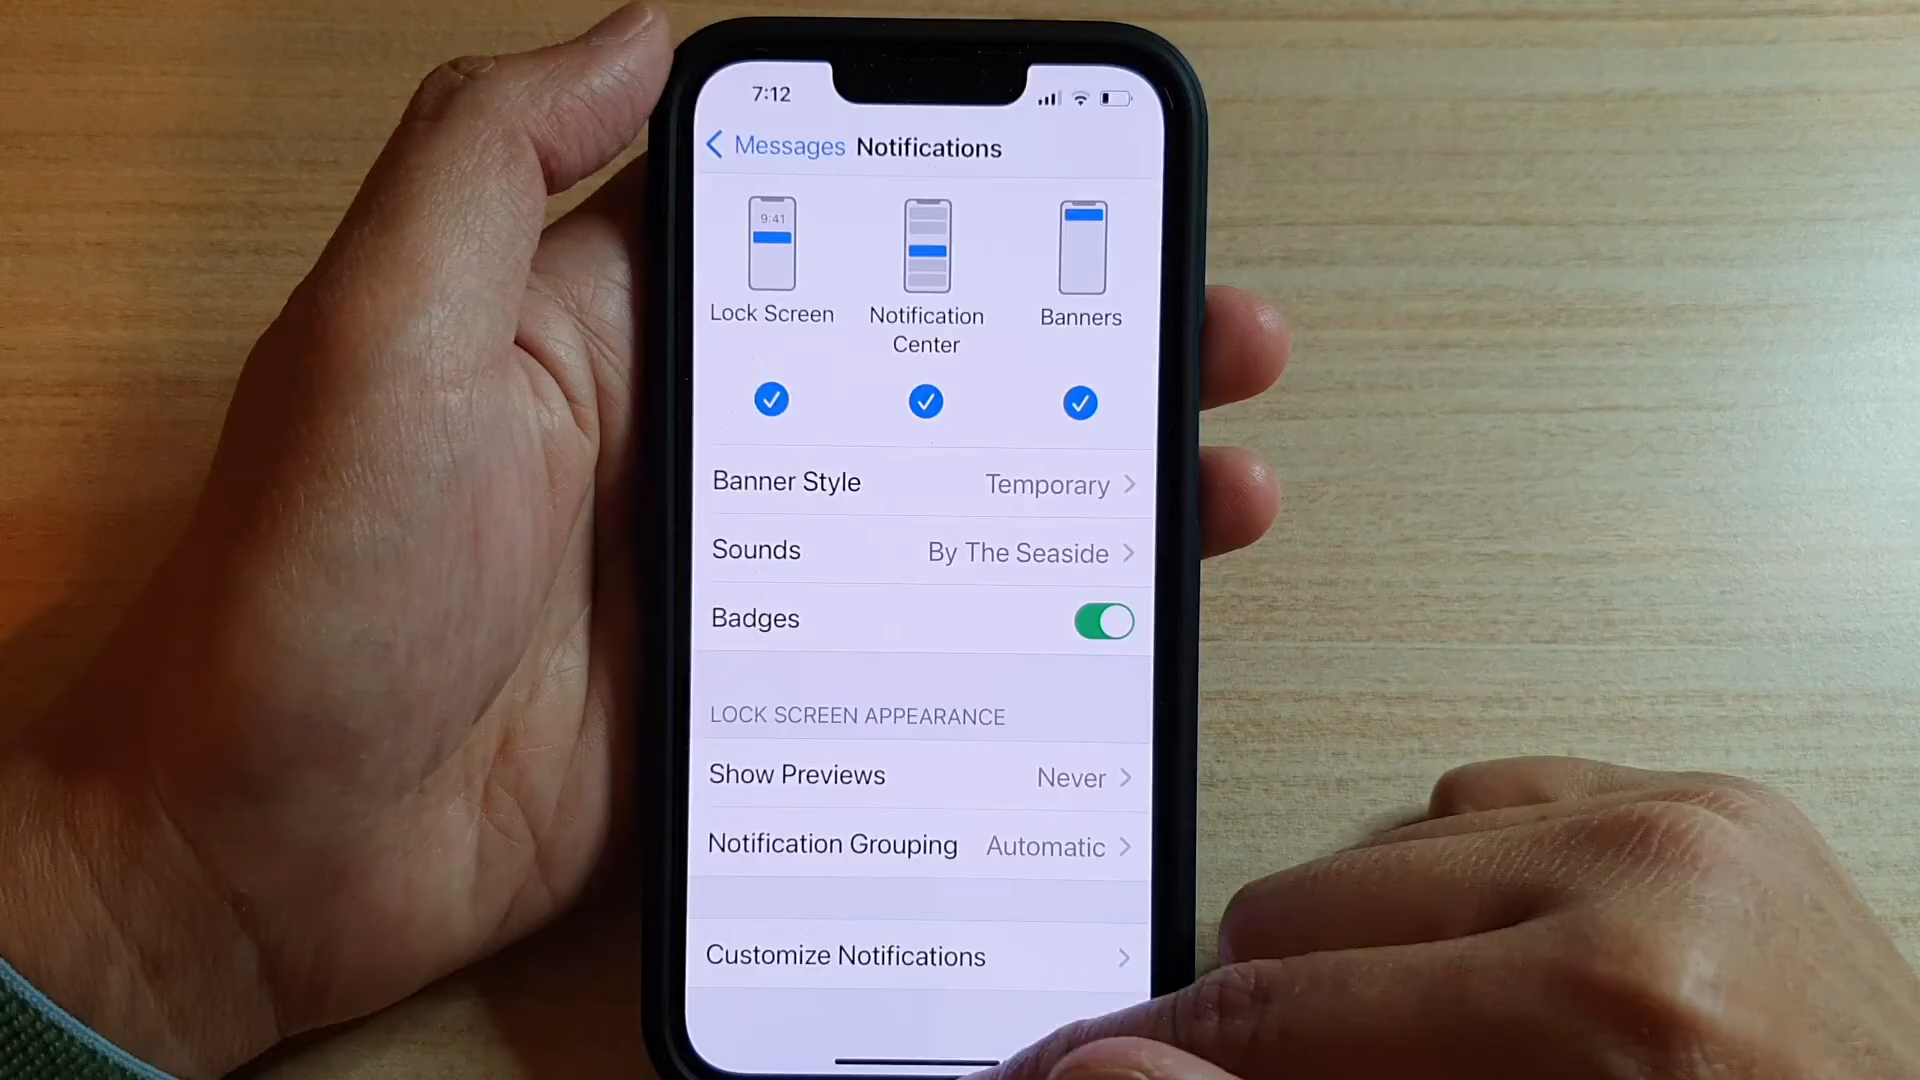 7:12
Messages Notifications
9:41
Lock Screen
Notification
Center
Banners
Banner Style Temporary
Sounds By The Seaside
Badges
LOCK SCREEN APPEARANCE
Show Previews Never
Notification Grouping Automatic
Customize Notifications